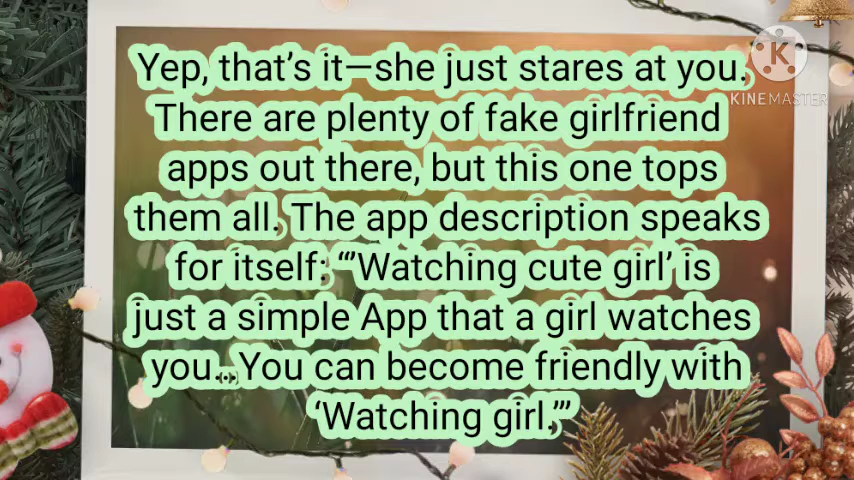 Yep, that's it—she just stares at you.
There are plenty of fake girlfriend
apps out there, but this one tops
them all. The app description speaks
for itself: “‘Watching cute girl’ is
just a simple App that a girl watches
you...You can become friendly with
‘Watching girl.’”
K
KINEMASTER